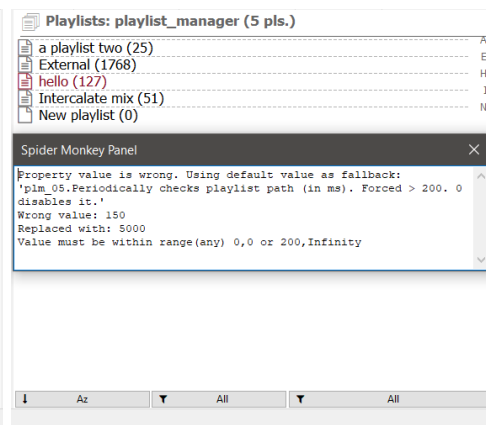 Playlists: playlist_manager (5 pls.)
a playlist two (25)
External (1768)
hello (127)
Intercalate mix (51)
New playlist (0)
A
E
H
I
N
Spider Monkey Panel
Property value is wrong. Using default value as fallback:
'plm_05.Periodically checks playlist path (in ms). Forced > 200. 0
disables it.'
Wrong value: 150
Replaced with: 5000
Value must be within range(any) 0,0 or 200,Infinity
Az
All
All